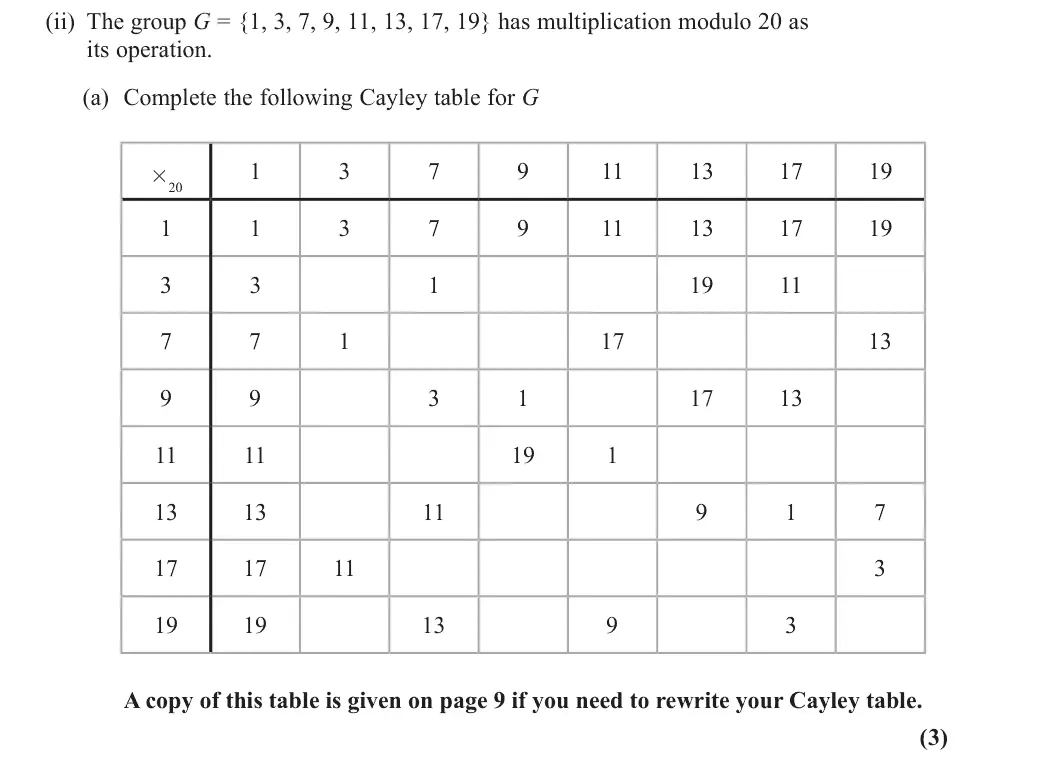 (ii) The group G = {1, 3, 7, 9, 11, 13, 17, 19} has multiplication modulo 20 as
its operation.
(a) Complete the following Cayley table for G
×₂₀ 1 3 7 9 11 13 17 19
1 1 3 7 9 11 13 17 19
3 3 1 19 11
7 7 1 17 13
9 9 3 1 17 13
11 11 19 1
13 13 11 9 1 7
17 17 11 3
19 19 13 9 3
A copy of this table is given on page 9 if you need to rewrite your Cayley table.
(3)